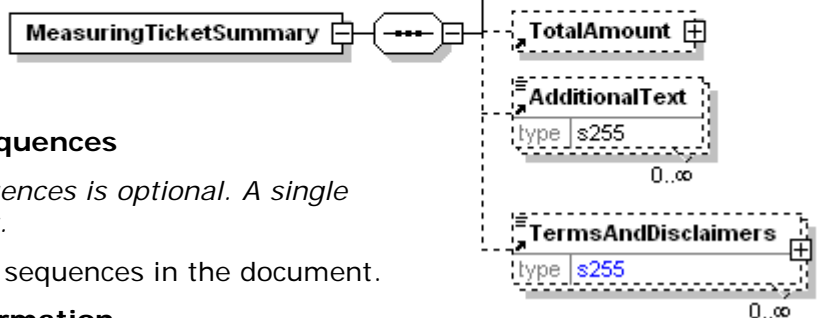 MeasuringTicketSummary
TotalAmount
AdditionalText
type s255
0..∞
TermsAndDisclaimers
type s255
0..∞
quences
ences is optional. A single
sequences in the document.